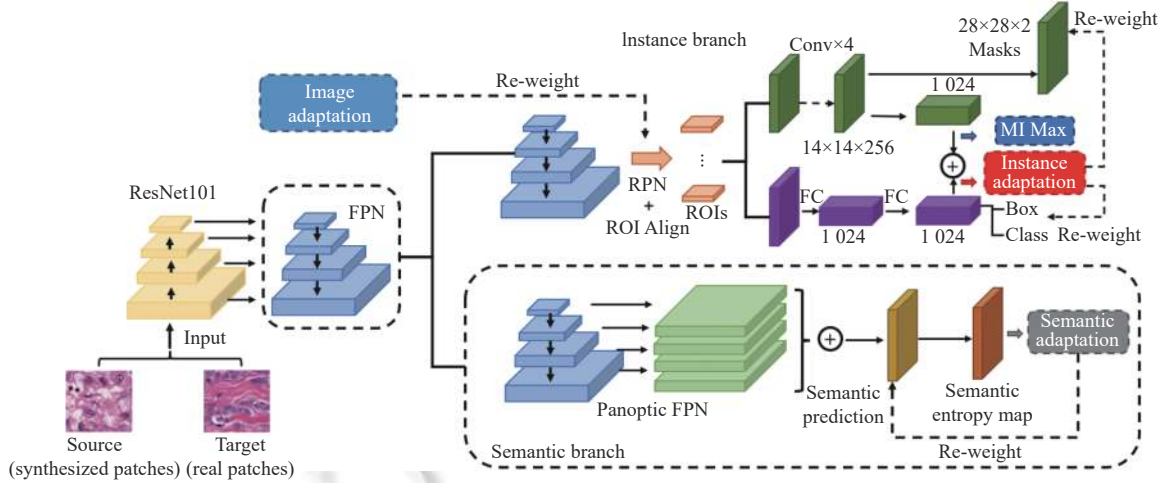 Instance branch
Conv×4
28×28×2
Masks
Re-weight
Image
adaptation
Re-weight
1 024
MI Max
14×14×256
Instance
adaptation
RPN
+
ROI Align
⋮
ROIs
FC
FC
1 024
1 024
Box
Class
Re-weight
ResNet101
FPN
Input
Source
(synthesized patches)
Target
(real patches)
Panoptic FPN
+
Semantic
prediction
Semantic
entropy map
Semantic
adaptation
Semantic branch
Re-weight